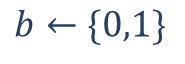 b ← {0,1}